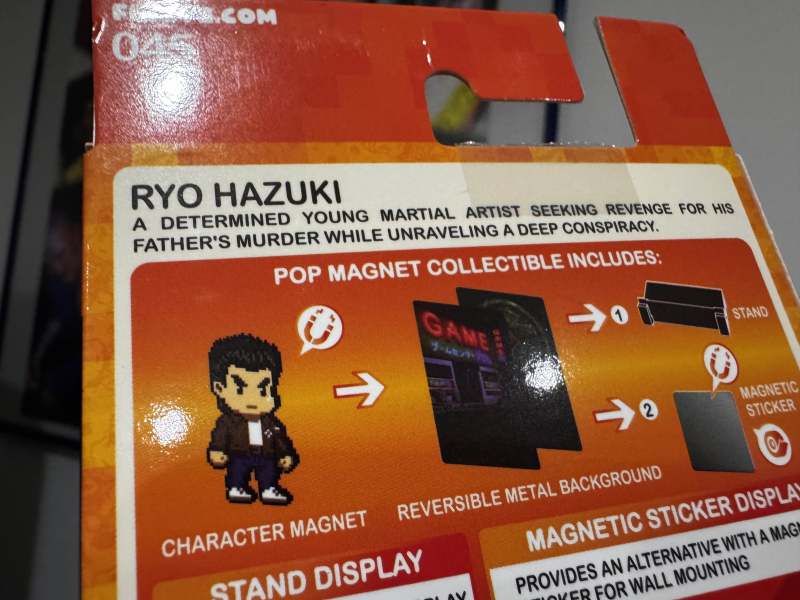 .COM
045
RYO HAZUKI
A DETERMINED YOUNG MARTIAL ARTIST SEEKING REVENGE FOR HIS
FATHER'S MURDER WHILE UNRAVELING A DEEP CONSPIRACY.
POP MAGNET COLLECTIBLE INCLUDES:
GAME
1
STAND
2
MAGNETIC
STICKER
CHARACTER MAGNET
REVERSIBLE METAL BACKGROUND
STAND DISPLAY
MAGNETIC STICKER DISPLA
PROVIDES AN ALTERNATIVE WITH A MAG
STICKER FOR WALL MOUNTING